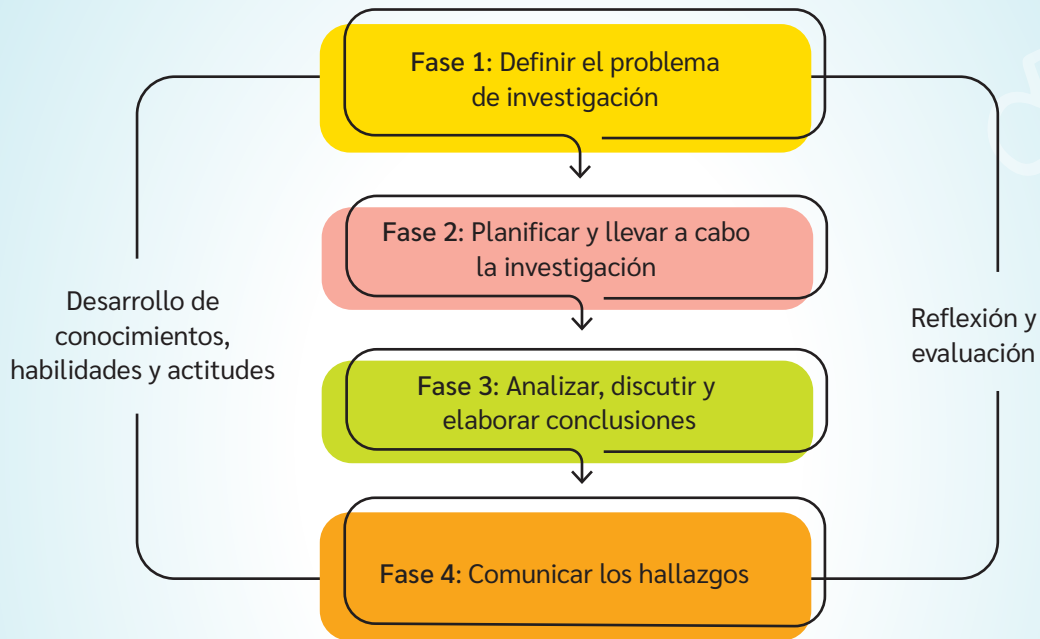 Fase 1: Definir el problema
de investigación
Fase 2: Planificar y llevar a cabo
la investigación
Desarrollo de
conocimientos,
habilidades y actitudes
Reflexión y
evaluación
Fase 3: Analizar, discutir y
elaborar conclusiones
Fase 4: Comunicar los hallazgos